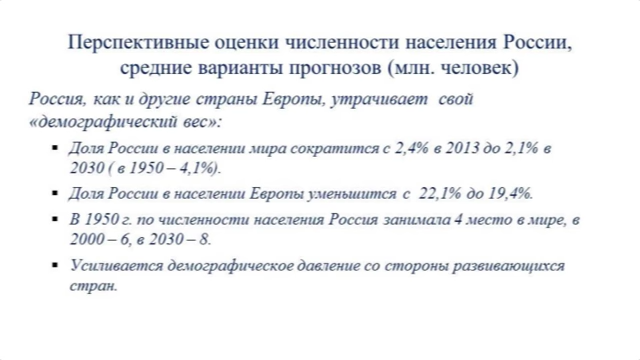 Перспективные оценки численности населения России,
средние варианты прогнозов (млн. человек)
Россия, как и другие страны Европы, утрачивает свой
«демографический вес»:
▪ Доля России в населении мира сократится с 2,4% в 2013 до 2,1% в
2030 ( в 1950 – 4,1%).
▪ Доля России в населении Европы уменьшится с 22,1% до 19,4%.
▪ В 1950 г. по численности населения Россия занимала 4 место в мире, в
2000 – 6, в 2030 – 8.
▪ Усиливается демографическое давление со стороны развивающихся
стран.